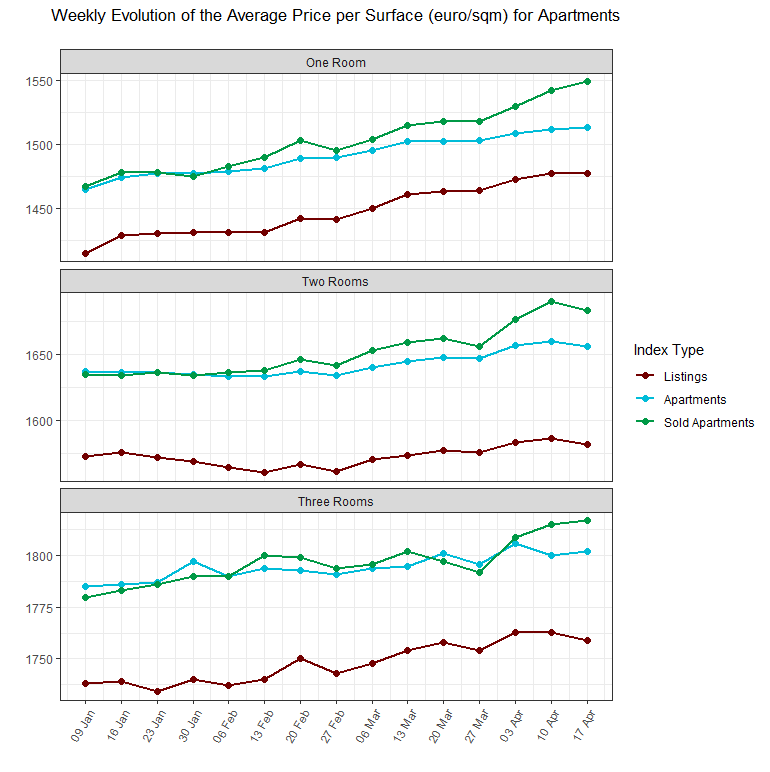 Weekly Evolution of the Average Price per Surface (euro/sqm) for Apartments
One Room
1550
1500
1450
Two Rooms
1650
1600
Three Rooms
1800
1775
1750
09 Jan
16 Jan
23 Jan
30 Jan
06 Feb
13 Feb
20 Feb
27 Feb
06 Mar
13 Mar
20 Mar
27 Mar
03 Apr
10 Apr
17 Apr
Index Type
Listings
Apartments
Sold Apartments